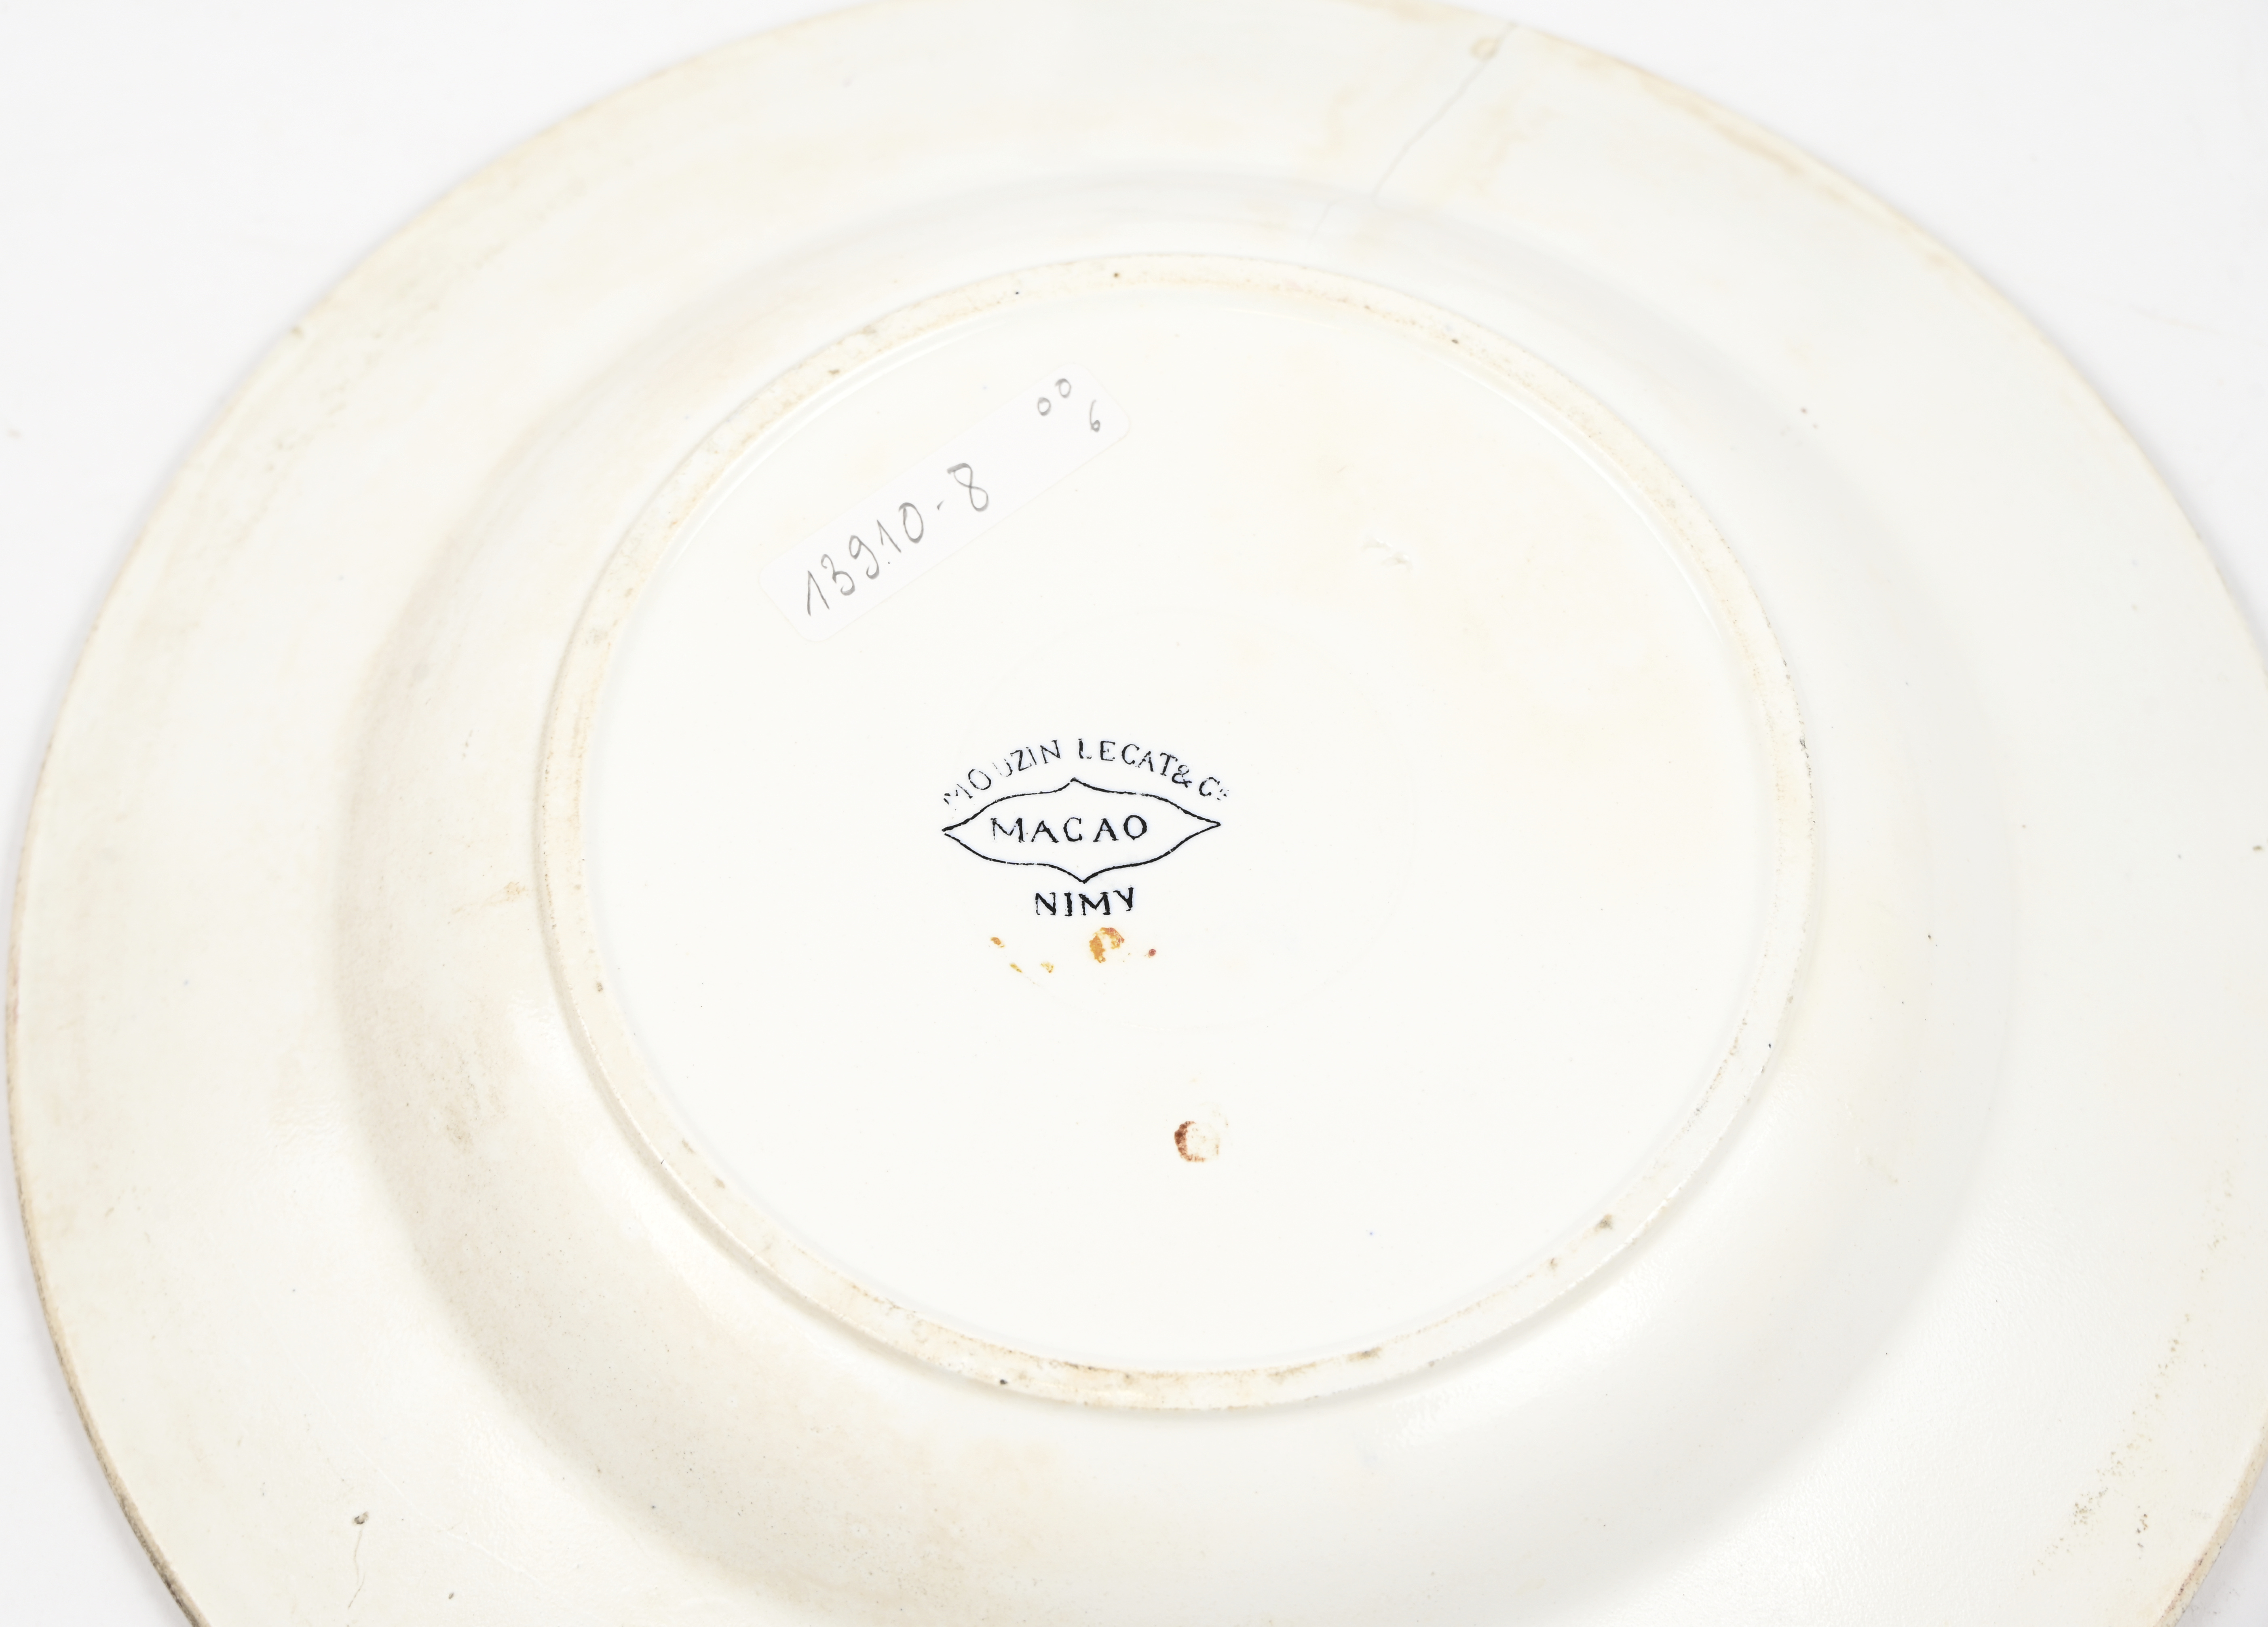 00
6
13910-8
MOUZIN LECAT & Cie
MACAO
NIMY